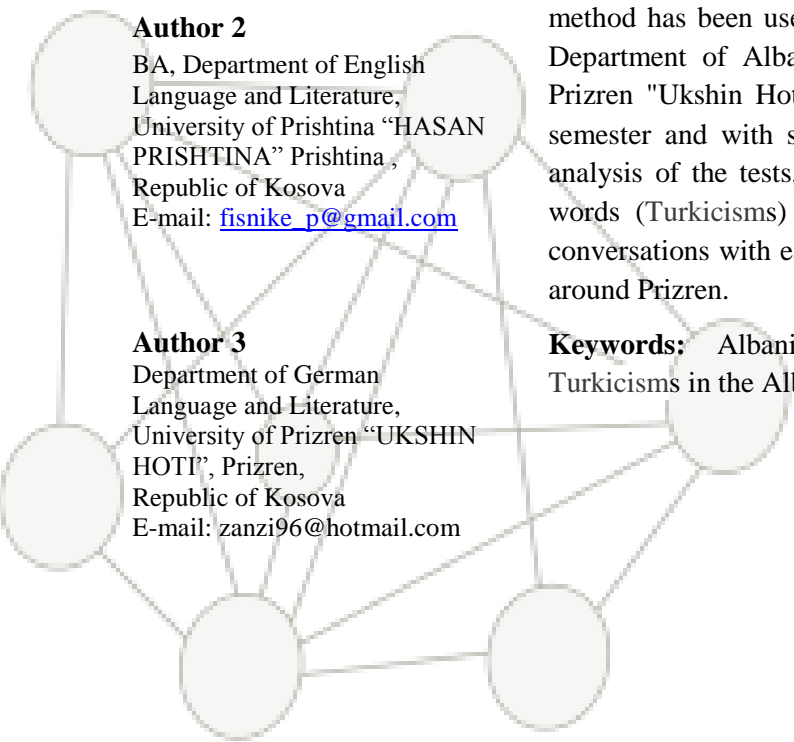 Author 2
BA, Department of English
Language and Literature,
University of Prishtina “HASAN
PRISHTINA” Prishtina ,
Republic of Kosova
E-mail: fisnike_p@gmail.com
Author 3
Department of German
Language and Literature,
University of Prizren “UKSHIN
HOTI”, Prizren,
Republic of Kosova
E-mail: zanzi96@hotmail.com
method has been use
Department of Alba
Prizren "Ukshin Hot
semester and with s
analysis of the tests.
words (Turkicisms)
conversations with e
around Prizren.
Keywords: Albani
Turkicisms in the Al